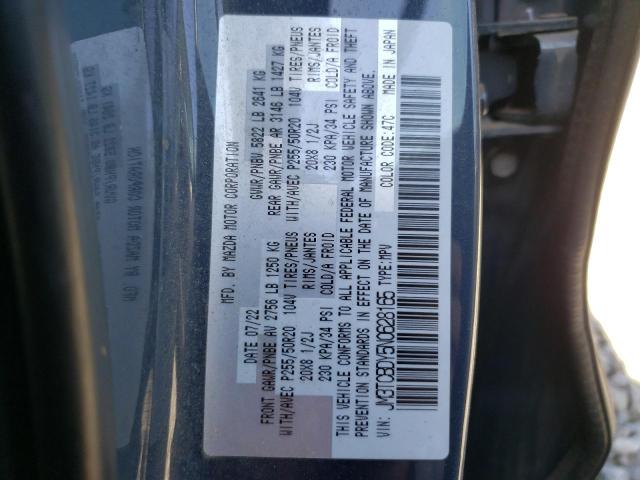 MFD. BY MAZDA MOTOR CORPORATION
DATE 07/22 GVWR/PNBV 5822 LB 2641 KG
FRONT GAWR/PNBE AV 2756 LB 1250 KG REAR GAWR/PNBE AR 3146 LB 1427 KG
WITH/AVEC P255/50R20 104V TIRES/PNEUS WITH/AVEC P255/50R20 104V TIRES/PNEUS
20X8 1/2J RIMS/JANTES 20X8 1/2J RIMS/JANTES
230 KPA/34 PSI COLD/A FROID 230 KPA/34 PSI COLD/A FROID
THIS VEHICLE CONFORMS TO ALL APPLICABLE FEDERAL MOTOR VEHICLE SAFETY AND THEFT
PREVENTION STANDARDS IN EFFECT ON THE DATE OF MANUFACTURE SHOWN ABOVE.
VIN: JM3TCBDY5N0628165 TYPE: MPV COLOR CODE:47C MADE IN JAPAN